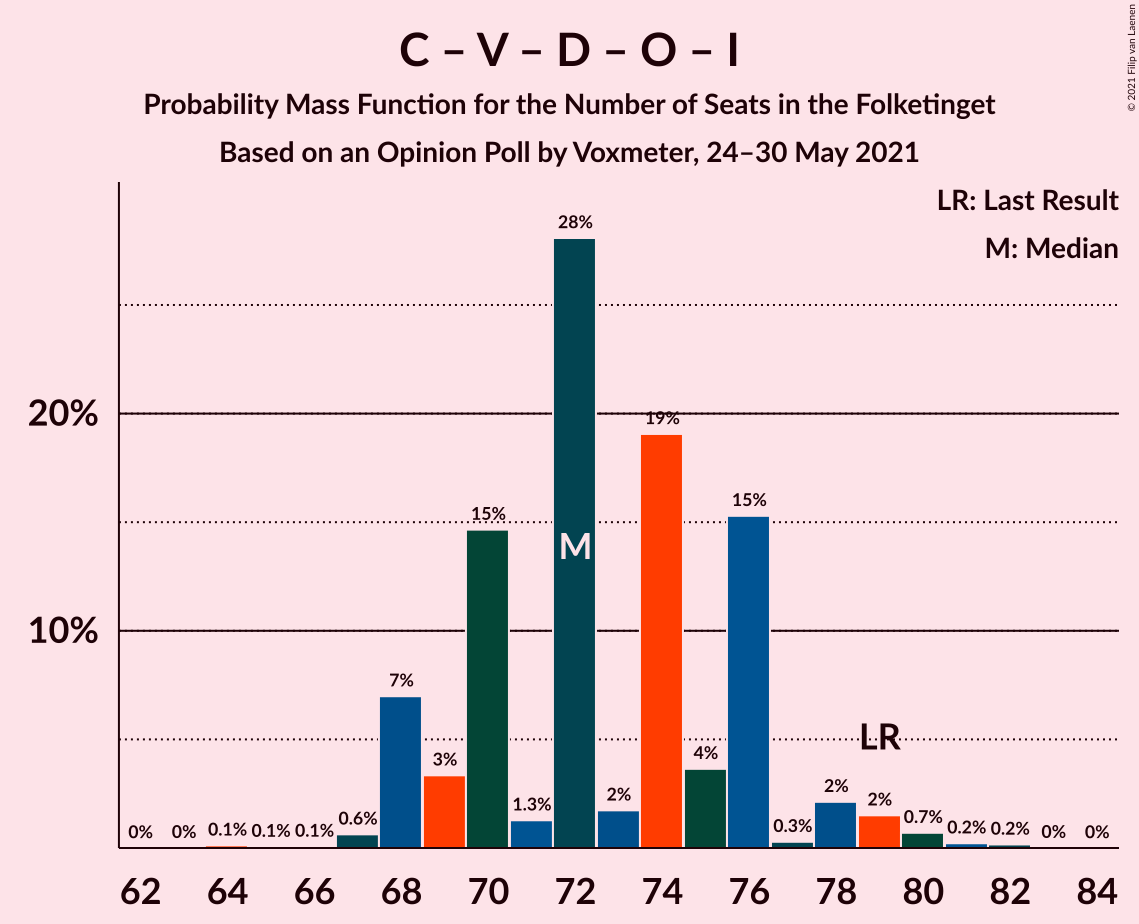 C – V – D – O – I
Probability Mass Function for the Number of Seats in the Folketinget
Based on an Opinion Poll by Voxmeter, 24–30 May 2021
© 2021 Filip van Laenen
LR: Last Result
M: Median
28%
20%
19%
15%
15%
M
10%
7%
LR
3%
4%
2%
2%
2%
1.3%
0.6%
0.7%
0.3%
0% 0% 0.1% 0.1% 0.1%
0.2% 0.2% 0% 0%
62 64 66 68 70 72 74 76 78 80 82 84